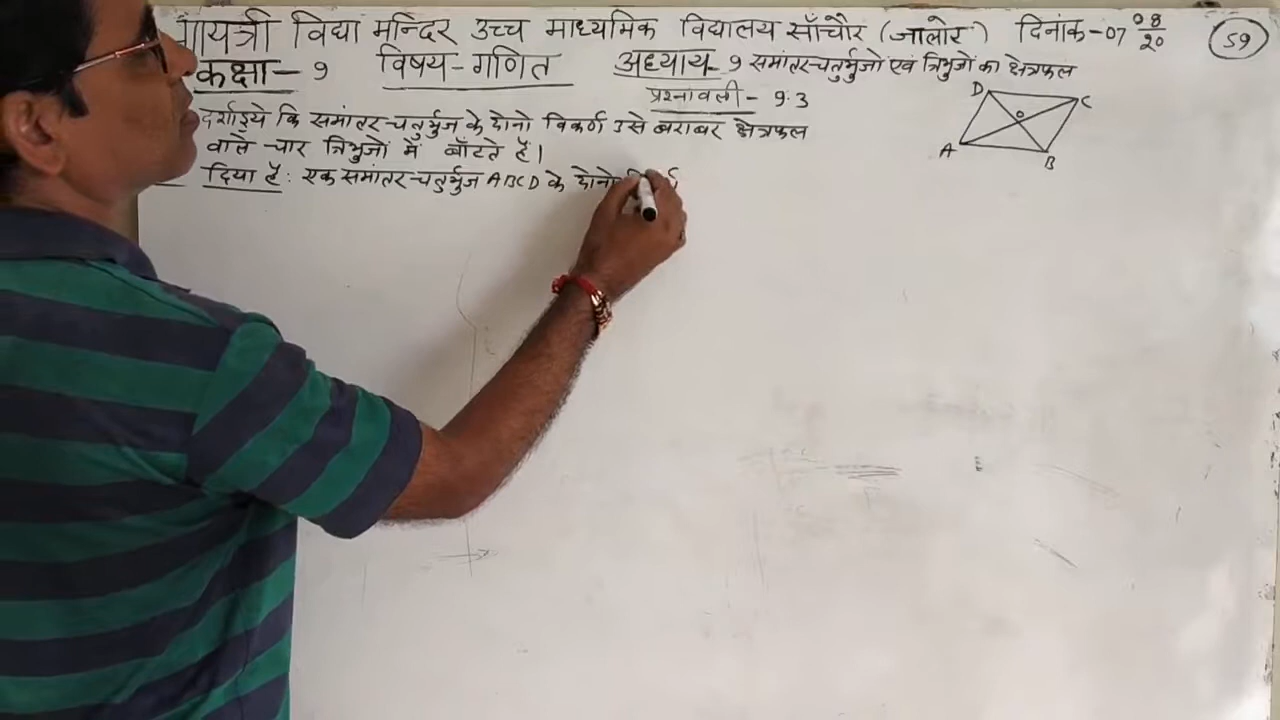 गायत्री विद्या मन्दिर उच्च माध्यमिक विद्यालय साँचौर (जालोर) दिनांक-07 08/20 59
कक्षा-9 विषय-गणित अध्याय-9 समांतर चतुर्भुजो एवं त्रिभुजों का क्षेत्रफल
प्रश्नावली-9.3
दर्शाइये कि समांतर-चतुर्भुज के दोनो विकर्ण उसे बराबर क्षेत्रफल
वाले चार त्रिभुजों में बाँटते हैं।
दिया है: एक समांतर-चतुर्भुज ABCD के दोनो
D C
O
A B